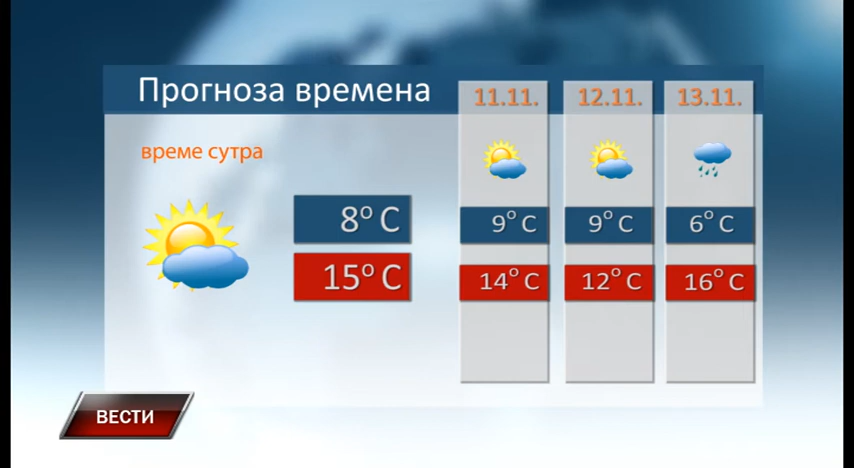 Прогноза времена
време сутра
8° C
15° C
11.11.
9° C
14° C
12.11.
9° C
12° C
13.11.
6° C
16° C
ВЕСТИ